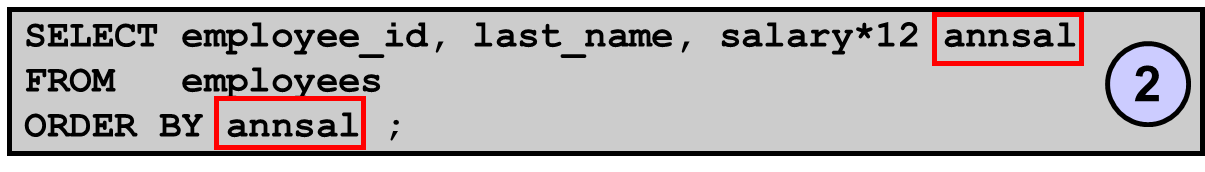 SELECT employee_id, last_name, salary*12 annsal
FROM   employees
ORDER BY annsal ;
2